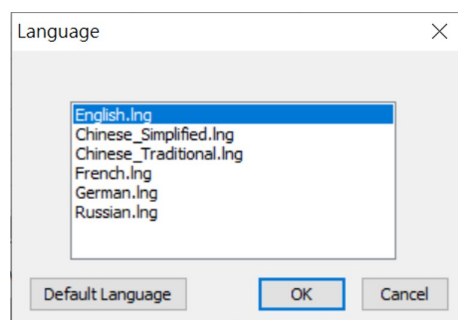 Language
English.lng
Chinese_Simplified.lng
Chinese_Traditional.lng
French.lng
German.lng
Russian.lng
Default Language OK Cancel